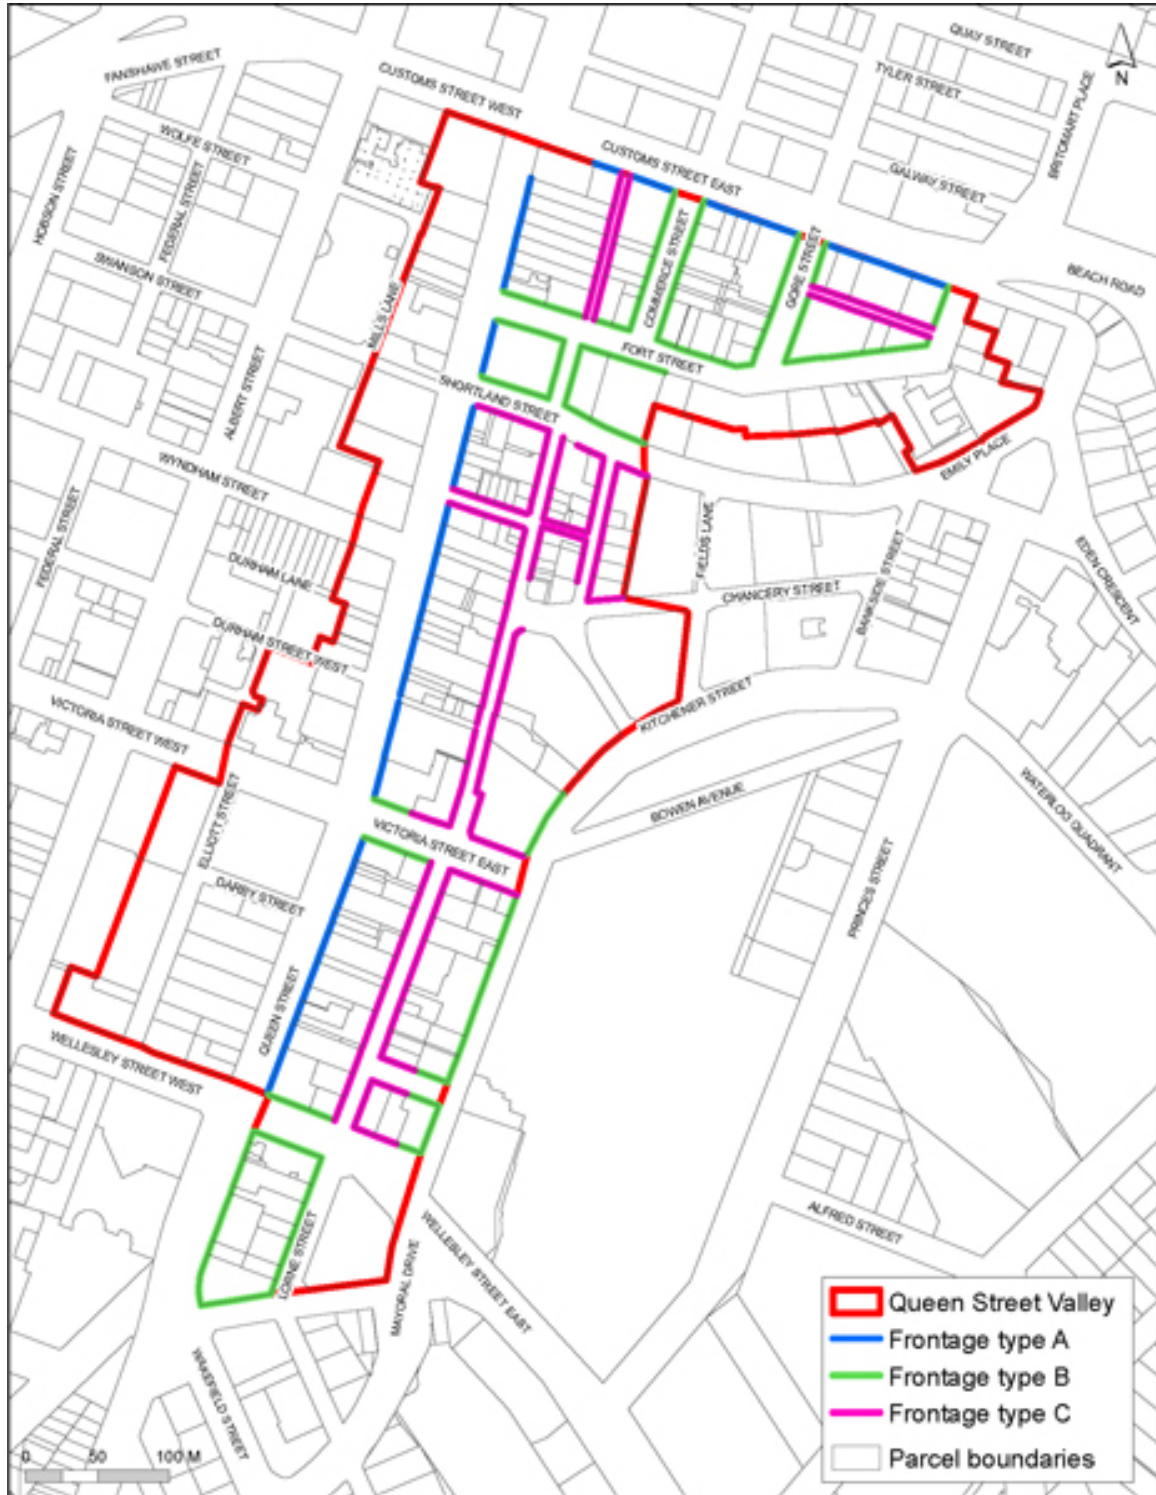 QUAY STREET
FANSHAWE STREET
CUSTOMS STREET WEST
TYLER STREET
N
BRITOMART PLACE
WOLFE STREET
CUSTOMS STREET EAST
GALWAY STREET
HOBSON STREET
FEDERAL STREET
COMMERCE STREET
GORE STREET
SWANSON STREET
BEACH ROAD
MILLS LANE
FORT STREET
ALBERT STREET
SHORTLAND STREET
EMILY PLACE
WYNDHAM STREET
FEDERAL STREET
FIELDS LANE
BANKSIDE STREET
EDEN CRESCENT
DURHAM LANE
CHANCERY STREET
DURHAM STREET WEST
KITCHENER STREET
VICTORIA STREET WEST
BOWEN AVENUE
WATERLOO QUADRANT
ELLIOTT STREET
VICTORIA STREET EAST
DARBY STREET
PRINCES STREET
QUEEN STREET
WELLESLEY STREET WEST
ALFRED STREET
LORNE STREET
MAYORAL DRIVE
WELLESLEY STREET EAST
WAKEFIELD STREET
Queen Street Valley
Frontage type A
Frontage type B
Frontage type C
Parcel boundaries
0 50 100 M